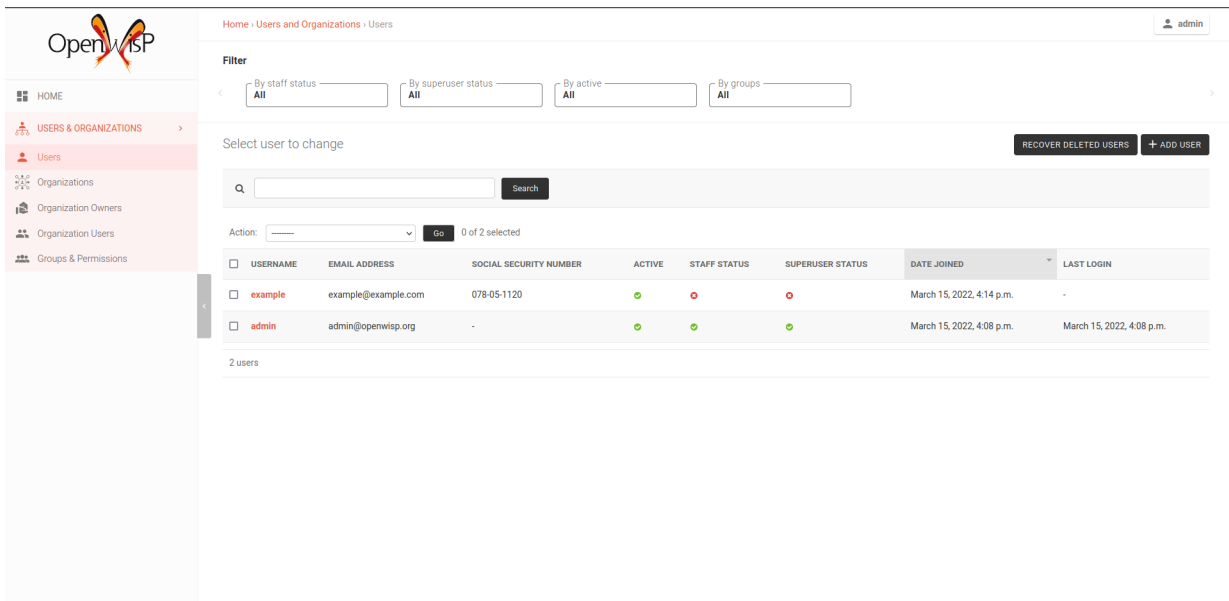 OpenWISP
Home › Users and Organizations › Users
admin
Filter
By staff status
All
By superuser status
All
By active
All
By groups
All
HOME
USERS & ORGANIZATIONS
Users
Organizations
Organization Owners
Organization Users
Groups & Permissions
Select user to change
RECOVER DELETED USERS
+ ADD USER
Search
Action: --------- Go 0 of 2 selected
USERNAME EMAIL ADDRESS SOCIAL SECURITY NUMBER ACTIVE STAFF STATUS SUPERUSER STATUS DATE JOINED LAST LOGIN
example example@example.com 078-05-1120 March 15, 2022, 4:14 p.m. -
admin admin@openwisp.org - March 15, 2022, 4:08 p.m. March 15, 2022, 4:08 p.m.
2 users